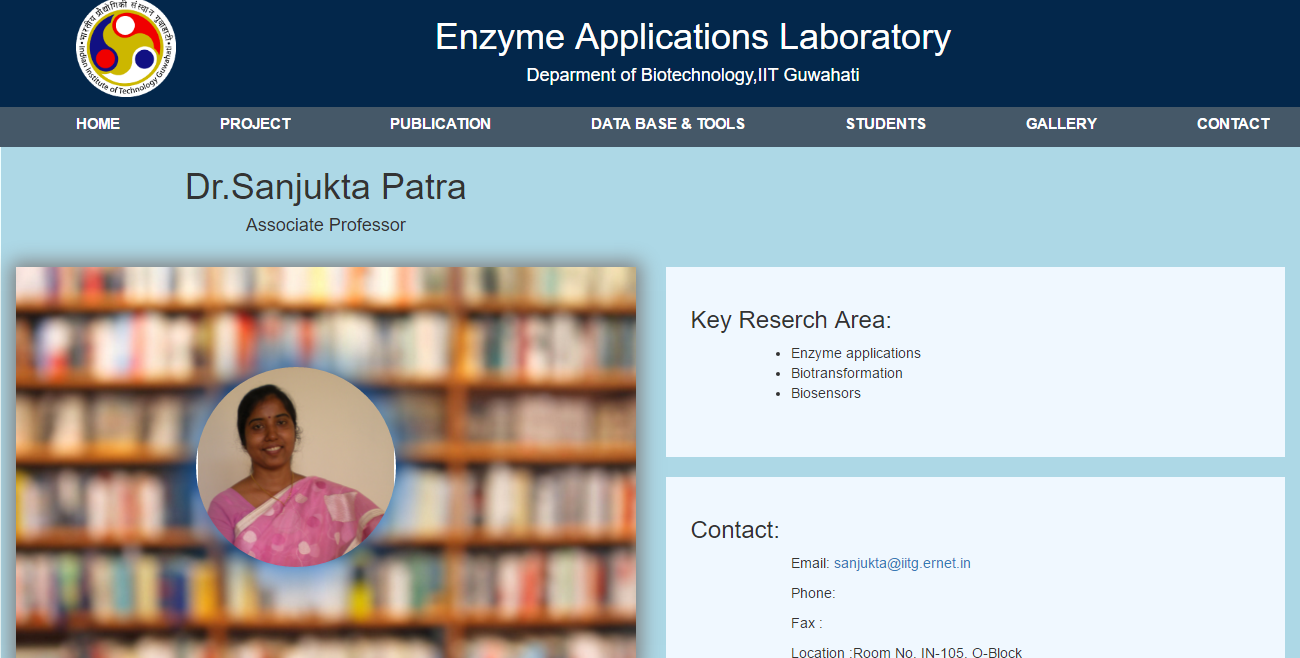 भारतीय प्रौद्योगिकी संस्थान गुवाहाटी
Indian Institute of Technology Guwahati
Enzyme Applications Laboratory
Deparment of Biotechnology,IIT Guwahati
HOME PROJECT PUBLICATION DATA BASE & TOOLS STUDENTS GALLERY CONTACT
Dr.Sanjukta Patra
Associate Professor
Key Reserch Area:
• Enzyme applications
• Biotransformation
• Biosensors
Contact:
Email: sanjukta@iitg.ernet.in
Phone:
Fax :
Location :Room No. IN-105, O-Block